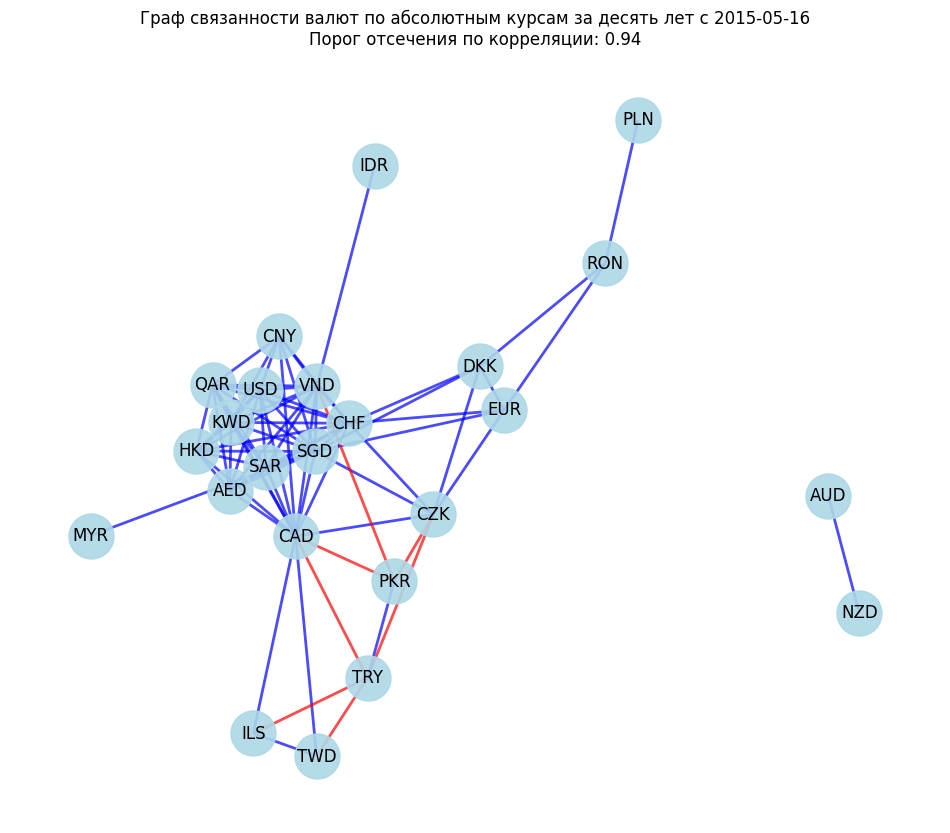 Граф связанности валют по абсолютным курсам за десять лет с 2015-05-16
Порог отсечения по корреляции: 0.94
PLN
IDR
RON
CNY
DKK
QAR
USD
VND
EUR
KWD
CHF
HKD
SGD
SAR
AED
AUD
CZK
MYR
CAD
PKR
NZD
TRY
ILS
TWD